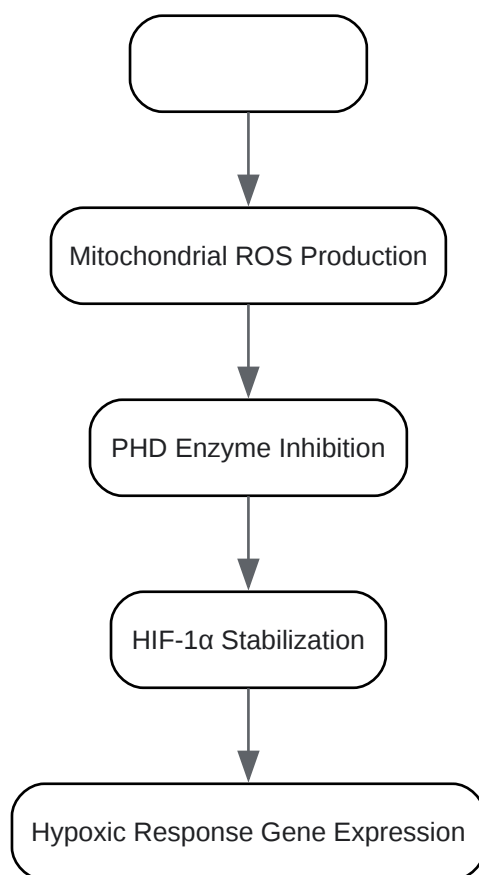 Mitochondrial ROS Production
PHD Enzyme Inhibition
HIF-1α Stabilization
Hypoxic Response Gene Expression